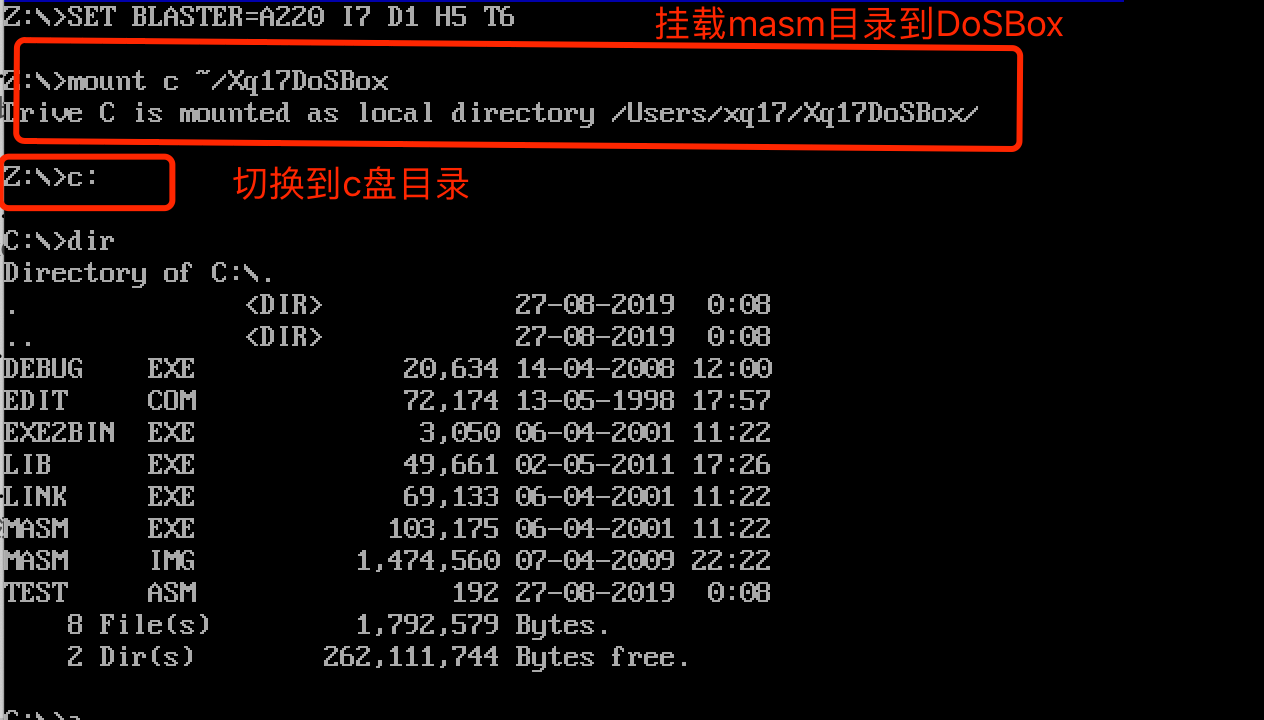 Z:\>SET BLASTER=A220 I7 D1 H5 T6
挂载masm目录到DoSBox
Z:\>mount c ~/Xq17DoSBox
Drive C is mounted as local directory /Users/xq17/Xq17DoSBox/
Z:\>c:
切换到c盘目录
C:\>dir
Directory of C:\.
. <DIR> 27-08-2019 0:08
.. <DIR> 27-08-2019 0:08
DEBUG EXE 20,634 14-04-2008 12:00
EDIT COM 72,174 13-05-1998 17:57
EXE2BIN EXE 3,050 06-04-2001 11:22
LIB EXE 49,661 02-05-2011 17:26
LINK EXE 69,133 06-04-2001 11:22
MASM EXE 103,175 06-04-2001 11:22
MASM IMG 1,474,560 07-04-2009 22:22
TEST ASM 192 27-08-2019 0:08
8 File(s) 1,792,579 Bytes.
2 Dir(s) 262,111,744 Bytes free.